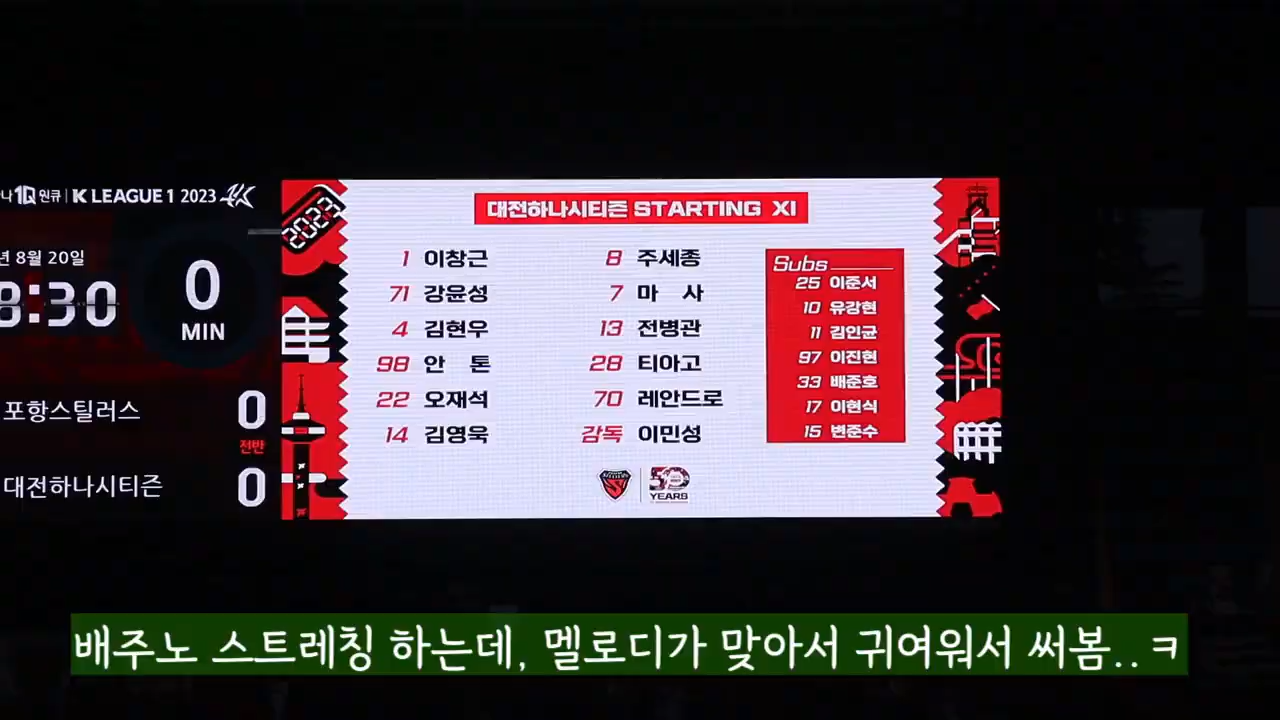 나 1Q 원큐 | K LEAGUE 1 2023
년 8월 20일
8:30
0
MIN
포항스틸러스 0
전반
대전하나시티즌 0
2023
대전하나시티즌 STARTING XI
1 이창근
71 강윤성
4 김현우
98 안 톤
22 오재석
14 김영욱
8 주세종
7 마 사
13 전병관
28 티아고
70 레안드로
감독 이민성
Subs
25 이준서
10 유강현
11 김인균
97 이진현
33 배준호
17 이현식
15 변준수
YEARS
배주노 스트레칭 하는데, 멜로디가 맞아서 귀여워서 써봄..ㅋ